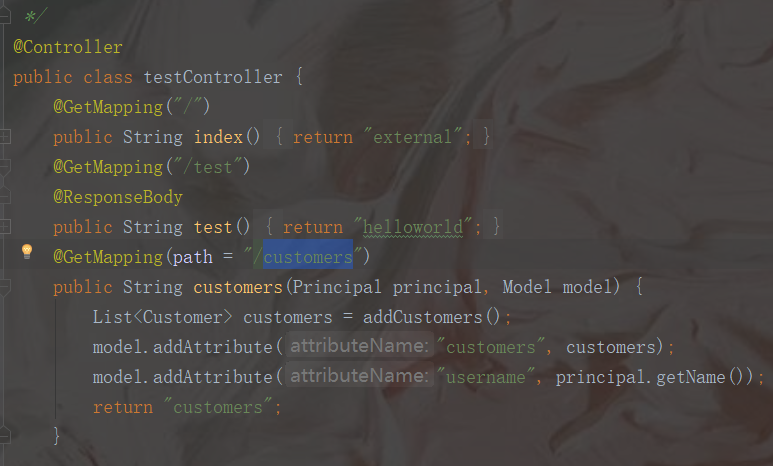 */
@Controller
public class testController {
@GetMapping("/")
public String index() { return "external"; }
@GetMapping("/test")
@ResponseBody
public String test() { return "helloworld"; }
@GetMapping(path = "/customers")
public String customers(Principal principal, Model model) {
List<Customer> customers = addCustomers();
model.addAttribute( attributeName: "customers", customers);
model.addAttribute( attributeName: "username", principal.getName());
return "customers";
}